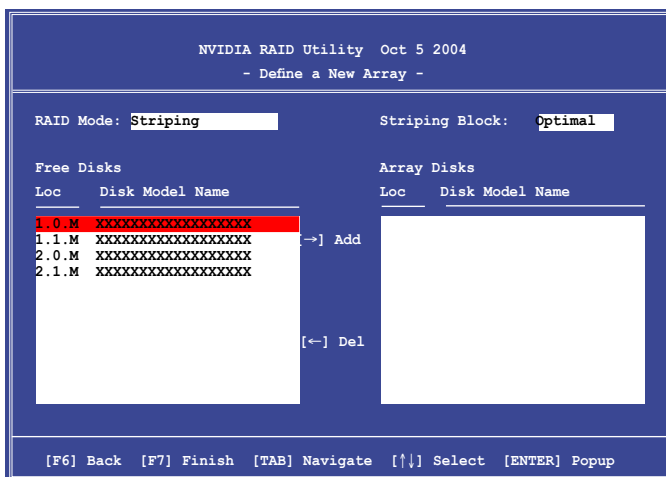 NVIDIA RAID Utility Oct 5 2004
- Define a New Array -
RAID Mode: Striping
Striping Block: Optimal
Free Disks
Array Disks
Loc Disk Model Name
Loc Disk Model Name
1.0.M XXXXXXXXXXXXXXXXXX
1.1.M XXXXXXXXXXXXXXXXXX
2.0.M XXXXXXXXXXXXXXXXXX
2.1.M XXXXXXXXXXXXXXXXXX
[→] Add
[←] Del
[F6] Back [F7] Finish [TAB] Navigate [↑↓] Select [ENTER] Popup